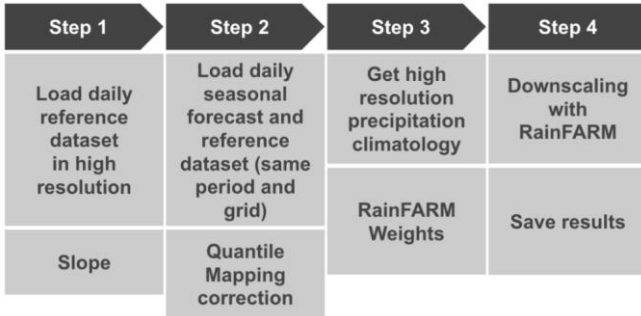 Step 1
Step 2
Step 3
Step 4
Load daily
reference
dataset
in high
resolution
Load daily
seasonal
forecast and
reference
dataset (same
period and
grid)
Get high
resolution
precipitation
climatology
Downscaling
with
RainFARM
Slope
Quantile
Mapping
correction
RainFARM
Weights
Save results